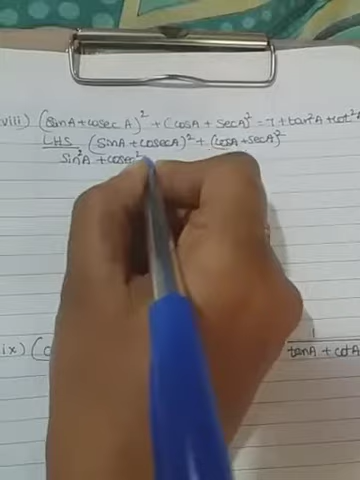 viii) (sinA + cosec A)² + (cosA + secA)² = 7 + tan²A + cot²A
LHS (sinA + cosecA)² + (cosA + secA)²
sin²A + cosec²
ix) (c
1
tanA + cotA